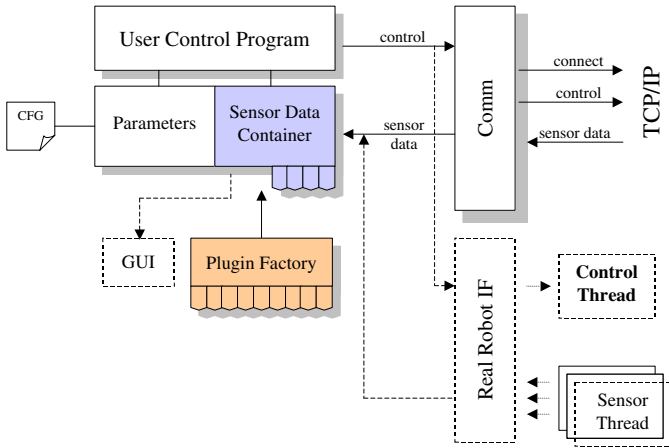 User Control Program
control
connect
CFG
Parameters
Sensor Data
Container
sensor
data
Comm
control
sensor data
TCP/IP
GUI
Plugin Factory
Real Robot IF
Control
Thread
Sensor
Thread